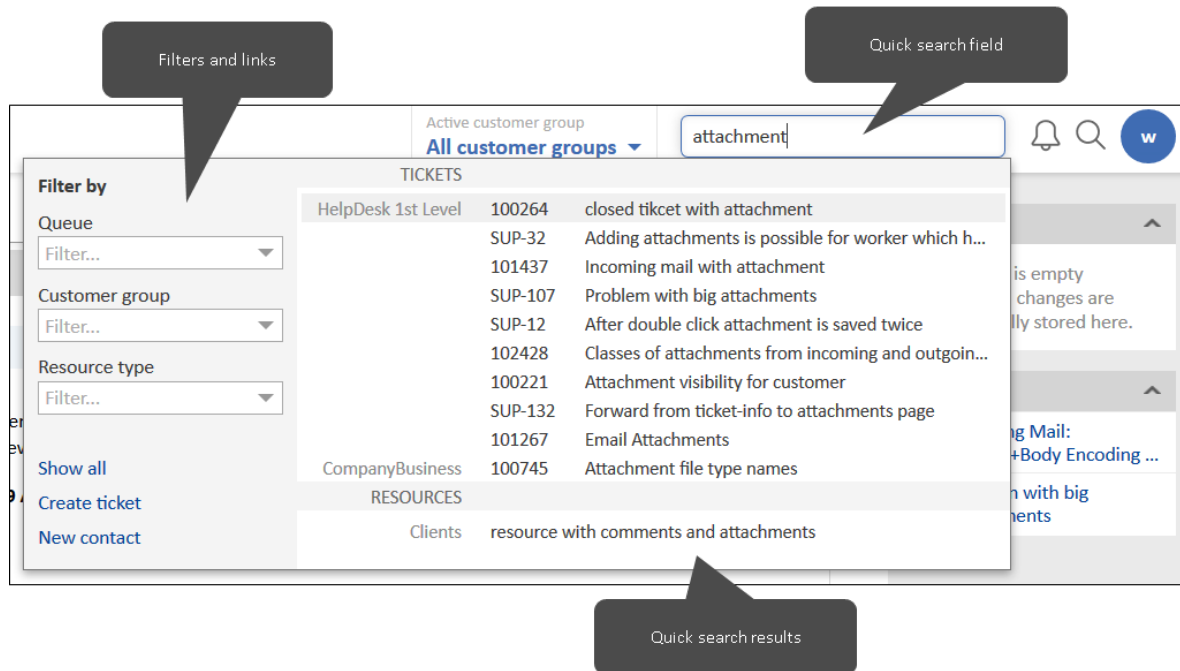 Filters and links
Quick search field
Active customer group
All customer groups
attachment
w
Filter by
Queue
Filter...
Customer group
Filter...
Resource type
Filter...
Show all
Create ticket
New contact
TICKETS
HelpDesk 1st Level 100264 closed tikcet with attachment
SUP-32 Adding attachments is possible for worker which h...
101437 Incoming mail with attachment
SUP-107 Problem with big attachments
SUP-12 After double click attachment is saved twice
102428 Classes of attachments from incoming and outgoin...
100221 Attachment visibility for customer
SUP-132 Forward from ticket-info to attachments page
101267 Email Attachments
CompanyBusiness 100745 Attachment file type names
RESOURCES
Clients resource with comments and attachments
is empty
changes are
lly stored here.
ng Mail:
+Body Encoding ...
with big
Quick search results